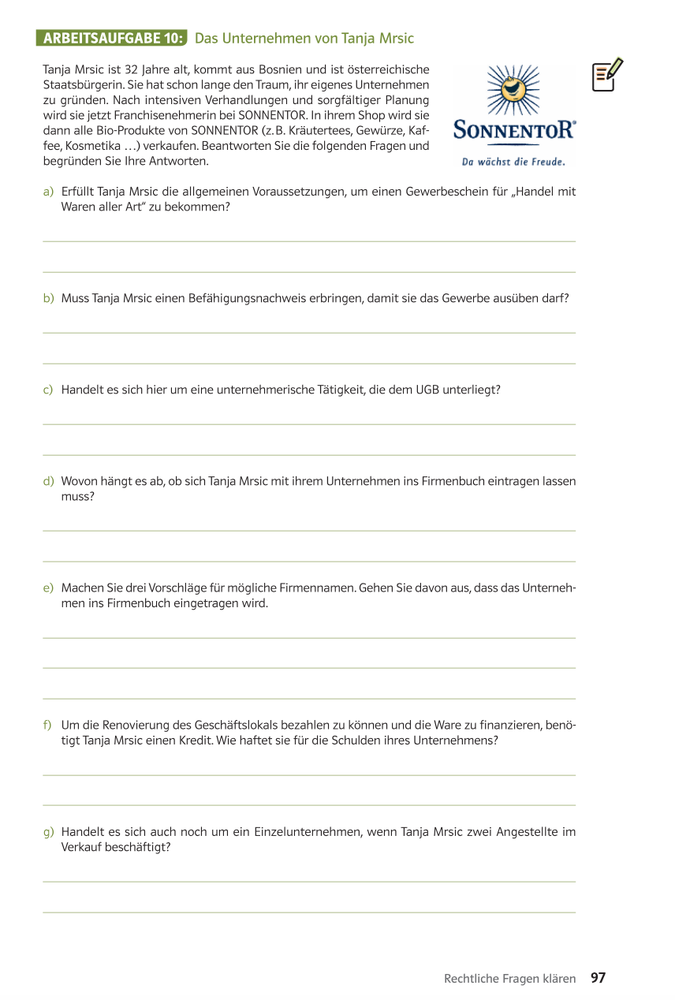 ARBEITSAUFGABE 10: Das Unternehmen von Tanja Mrsic
Tanja Mrsic ist 32 Jahre alt, kommt aus Bosnien und ist österreichische
Staatsbürgerin. Sie hat schon lange den Traum, ihr eigenes Unternehmen
zu gründen. Nach intensiven Verhandlungen und sorgfältiger Planung
wird sie jetzt Franchisenehmerin bei SONNENTOR. In ihrem Shop wird sie
dann alle Bio-Produkte von SONNENTOR (z. B. Kräutertees, Gewürze, Kaf-
fee, Kosmetika …) verkaufen. Beantworten Sie die folgenden Fragen und
begründen Sie Ihre Antworten.
SONNENTOR®
Da wächst die Freude.
a) Erfüllt Tanja Mrsic die allgemeinen Voraussetzungen, um einen Gewerbeschein für „Handel mit
Waren aller Art“ zu bekommen?
b) Muss Tanja Mrsic einen Befähigungsnachweis erbringen, damit sie das Gewerbe ausüben darf?
c) Handelt es sich hier um eine unternehmerische Tätigkeit, die dem UGB unterliegt?
d) Wovon hängt es ab, ob sich Tanja Mrsic mit ihrem Unternehmen ins Firmenbuch eintragen lassen
muss?
e) Machen Sie drei Vorschläge für mögliche Firmennamen. Gehen Sie davon aus, dass das Unterneh-
men ins Firmenbuch eingetragen wird.
f) Um die Renovierung des Geschäftslokals bezahlen zu können und die Ware zu finanzieren, benö-
tigt Tanja Mrsic einen Kredit. Wie haftet sie für die Schulden ihres Unternehmens?
g) Handelt es sich auch noch um ein Einzelunternehmen, wenn Tanja Mrsic zwei Angestellte im
Verkauf beschäftigt?
Rechtliche Fragen klären 97